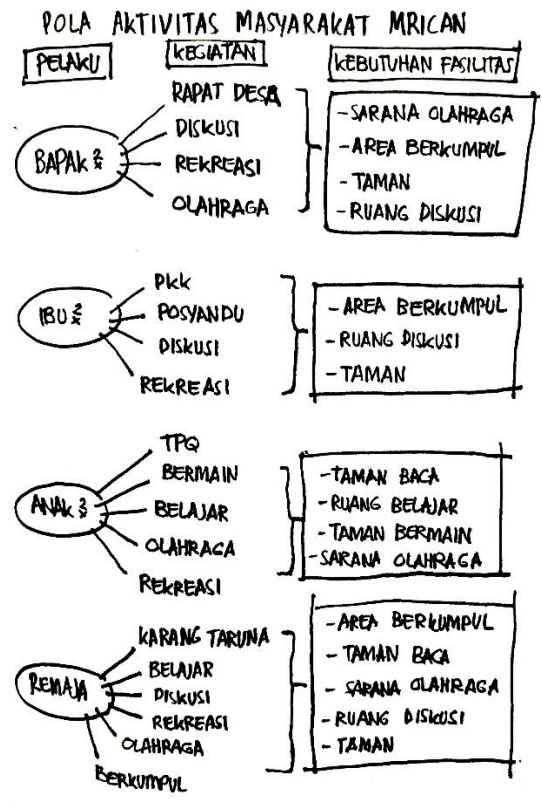 POLA AKTIVITAS MASYARAKAT MRICAN
PELAKU
KEGIATAN
KEBUTUHAN FASILITAS
BAPAK²
RAPAT DESA
DISKUSI
REKREASI
OLAHRAGA
- SARANA OLAHRAGA
- AREA BERKUMPUL
- TAMAN
- RUANG DISKUSI
IBU²
PKK
POSYANDU
DISKUSI
REKREASI
- AREA BERKUMPUL
- RUANG DISKUSI
- TAMAN
ANAK²
TPQ
BERMAIN
BELAJAR
OLAHRAGA
REKREASI
- TAMAN BACA
- RUANG BELAJAR
- TAMAN BERMAIN
- SARANA OLAHRAGA
REMAJA
KARANG TARUNA
BELAJAR
DISKUSI
REKREASI
OLAHRAGA
BERKUMPUL
- AREA BERKUMPUL
- TAMAN BACA
- SARANA OLAHRAGA
- RUANG DISKUSI
- TAMAN